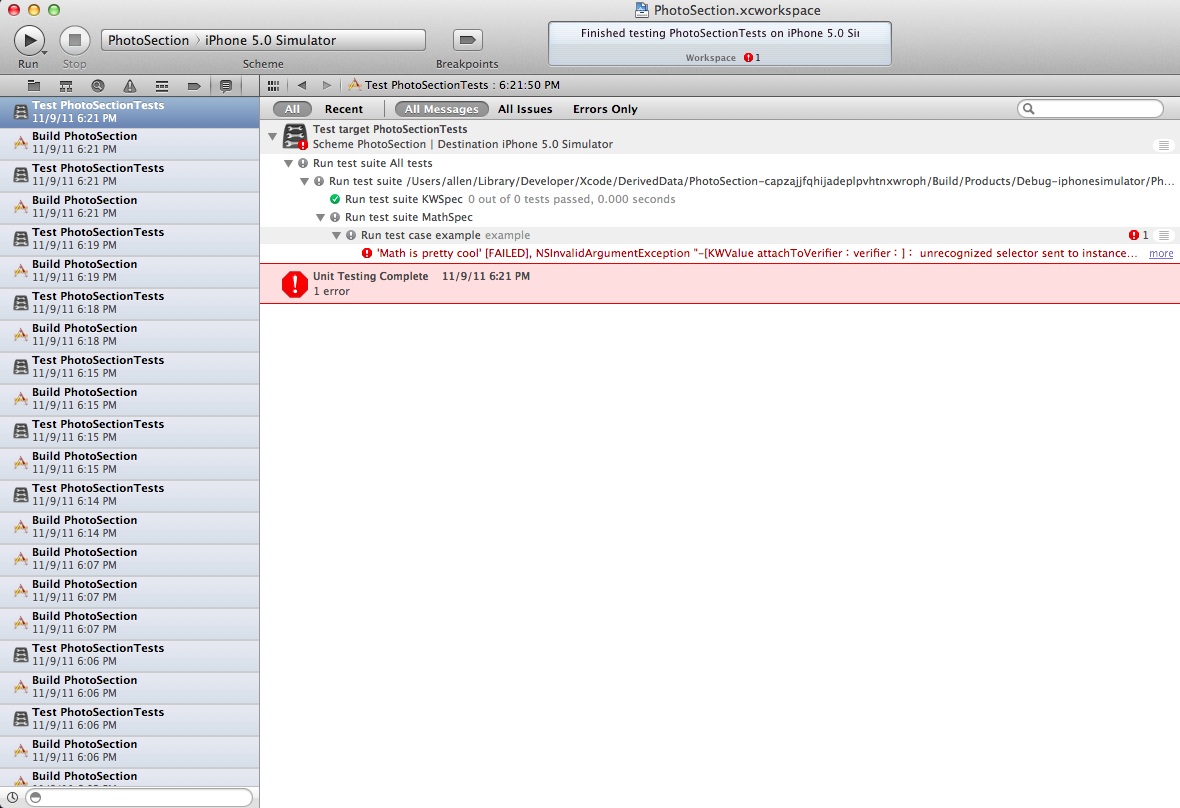 PhotoSection.xcworkspace
PhotoSection
iPhone 5.0 Simulator
Finished testing PhotoSectionTests on iPhone 5.0 Sir
Workspace 1
Run
Stop
Scheme
Breakpoints
Test PhotoSectionTests : 6:21:50 PM
Test PhotoSectionTests
11/9/11 6:21 PM
Build PhotoSection
11/9/11 6:21 PM
Test PhotoSectionTests
11/9/11 6:21 PM
Build PhotoSection
11/9/11 6:21 PM
Test PhotoSectionTests
11/9/11 6:19 PM
Build PhotoSection
11/9/11 6:19 PM
Test PhotoSectionTests
11/9/11 6:18 PM
Build PhotoSection
11/9/11 6:18 PM
Test PhotoSectionTests
11/9/11 6:15 PM
Build PhotoSection
11/9/11 6:15 PM
Test PhotoSectionTests
11/9/11 6:15 PM
Build PhotoSection
11/9/11 6:15 PM
Test PhotoSectionTests
11/9/11 6:14 PM
Build PhotoSection
11/9/11 6:14 PM
Build PhotoSection
11/9/11 6:07 PM
Build PhotoSection
11/9/11 6:07 PM
Build PhotoSection
11/9/11 6:07 PM
Test PhotoSectionTests
11/9/11 6:06 PM
Build PhotoSection
11/9/11 6:06 PM
Test PhotoSectionTests
11/9/11 6:06 PM
Build PhotoSection
11/9/11 6:06 PM
Build PhotoSection
All
Recent
All Messages
All Issues
Errors Only
Test target PhotoSectionTests
Scheme PhotoSection | Destination iPhone 5.0 Simulator
Run test suite All tests
Run test suite /Users/allen/Library/Developer/Xcode/DerivedData/PhotoSection-capzajjfqhijadeplpvhtnxwroph/Build/Products/Debug-iphonesimulator/Ph...
Run test suite KWSpec 0 out of 0 tests passed, 0.000 seconds
Run test suite MathSpec
Run test case example example 1
'Math is pretty cool' [FAILED], NSInvalidArgumentException "-[KWValue attachToVerifier:verifier:]: unrecognized selector sent to instance... more
Unit Testing Complete 11/9/11 6:21 PM
1 error